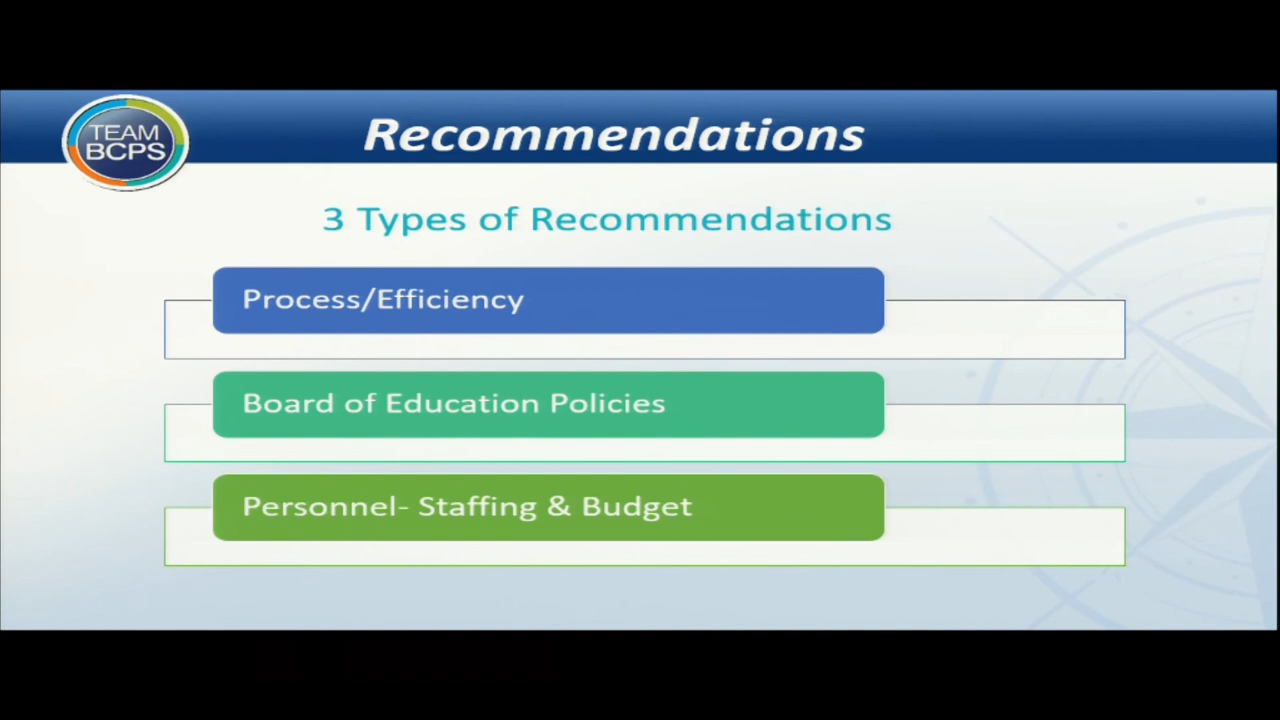 TEAM
BCPS
Recommendations
3 Types of Recommendations
Process/Efficiency
Board of Education Policies
Personnel- Staffing & Budget